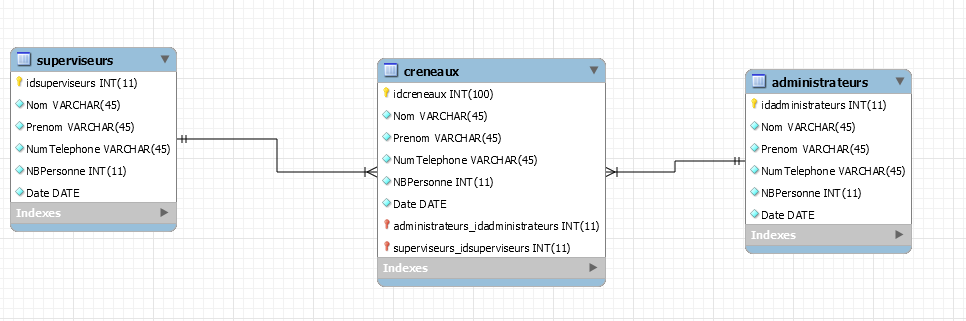 superviseurs
idsuperviseurs INT(11)
Nom VARCHAR(45)
Prenom VARCHAR(45)
NumTelephone VARCHAR(45)
NBPersonne INT(11)
Date DATE
Indexes
creneaux
idcreneaux INT(100)
Nom VARCHAR(45)
Prenom VARCHAR(45)
NumTelephone VARCHAR(45)
NBPersonne INT(11)
Date DATE
administrateurs_idadministrateurs INT(11)
superviseurs_idsuperviseurs INT(11)
Indexes
administrateurs
idadministrateurs INT(11)
Nom VARCHAR(45)
Prenom VARCHAR(45)
NumTelephone VARCHAR(45)
NBPersonne INT(11)
Date DATE
Indexes